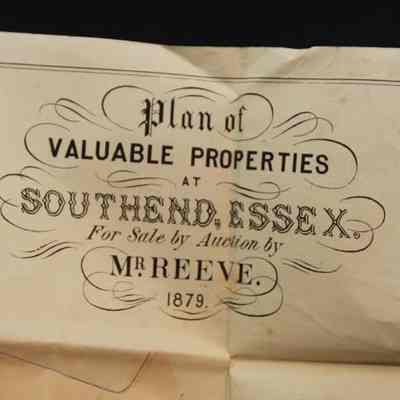 Plan of
VALUABLE PROPERTIES
AT
SOUTHEND, ESSEX.
For Sale by Auction by
MR REEVE.
1879.